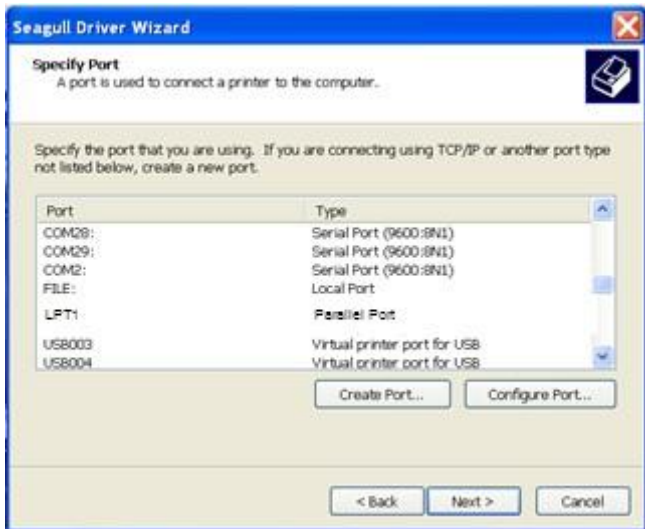 Seagull Driver Wizard
Specify Port
A port is used to connect a printer to the computer.
Specify the port that you are using. If you are connecting using TCP/IP or another port type
not listed below, create a new port.
Port Type
COM28: Serial Port (9600:8N1)
COM29: Serial Port (9600:8N1)
COM2: Serial Port (9600:8N1)
FILE: Local Port
LPT1 Parallel Port
USB003 Virtual printer port for USB
USB004 Virtual printer port for USB
Create Port... Configure Port...
< Back Next > Cancel